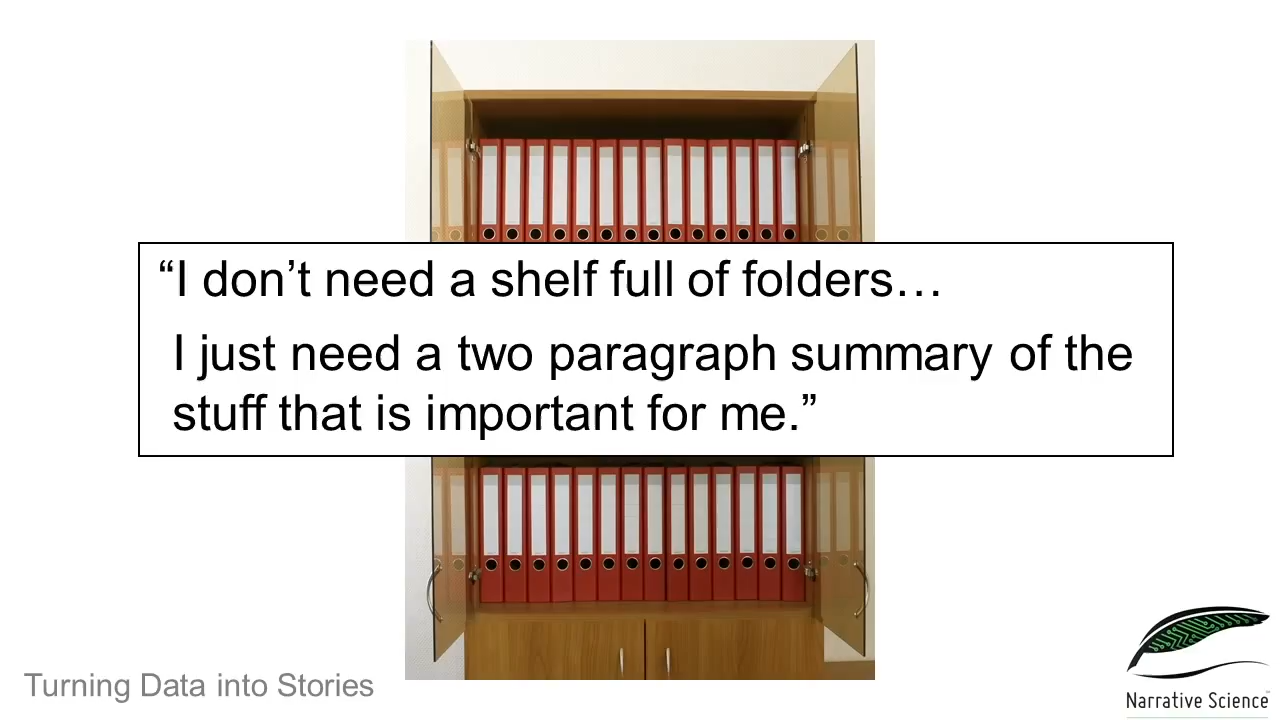 “I don’t need a shelf full of folders…
I just need a two paragraph summary of the
stuff that is important for me.”
Turning Data into Stories
Narrative Science